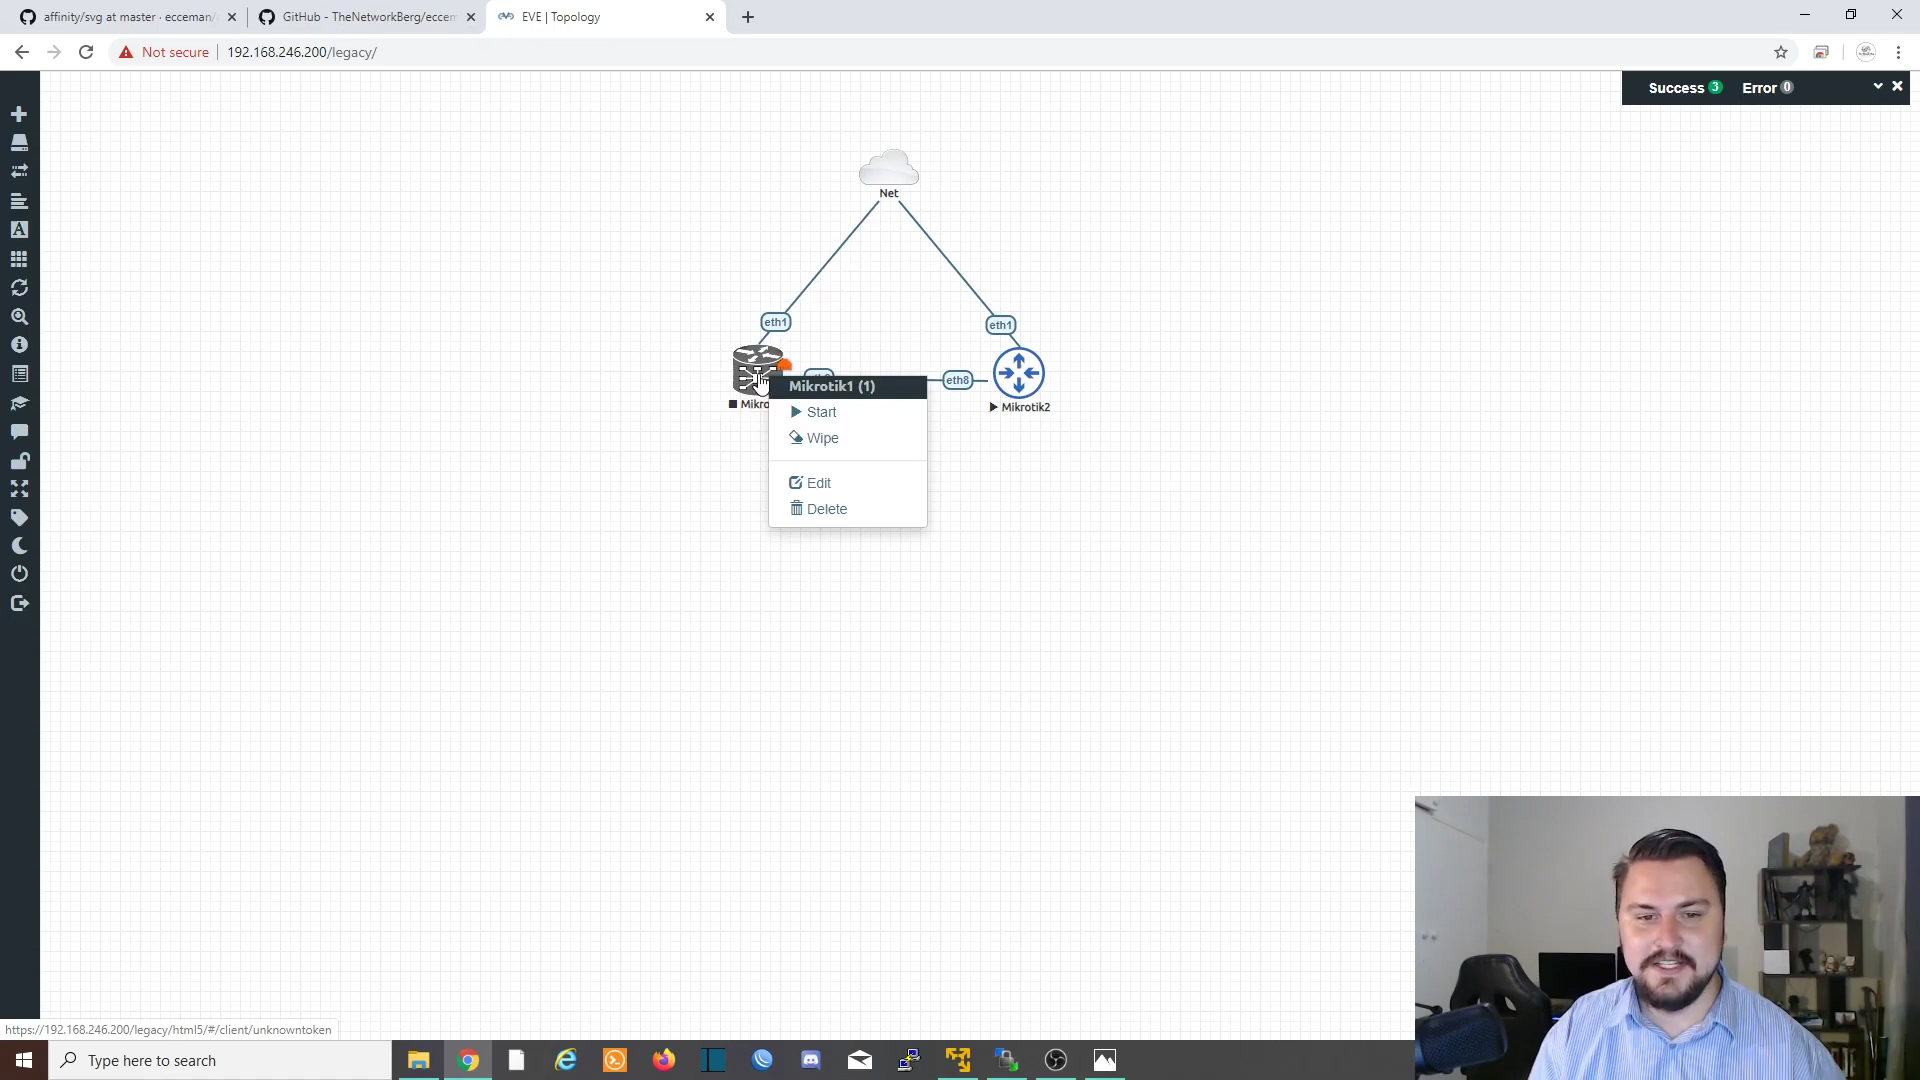 affinity/svg at master · ecceman/
GitHub - TheNetworkBerg/eccem
EVE | Topology
Not secure
192.168.246.200/legacy/
Success 3
Error 0
Net
eth1
eth1
eth8
Mikro
Mikrotik2
Mikrotik1 (1)
Start
Wipe
Edit
Delete
https://192.168.246.200/legacy/html5/#/client/unknowntoken
Type here to search